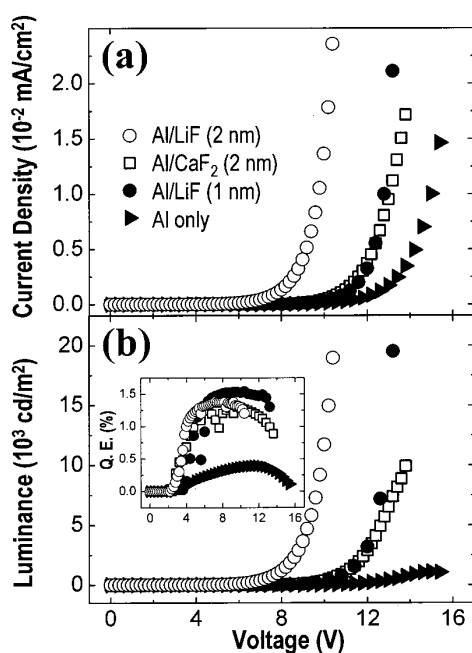 (a)
Current Density (10⁻² mA/cm²)
2.0
1.5
1.0
0.5
0.0
Al/LiF (2 nm)
Al/CaF₂ (2 nm)
Al/LiF (1 nm)
Al only
(b)
Luminance (10³ cd/m²)
20
15
10
5
0
Q. E. (%)
1.5
1.0
0.5
0.0
0 4 8 12 16
0 4 8 12 16
Voltage (V)